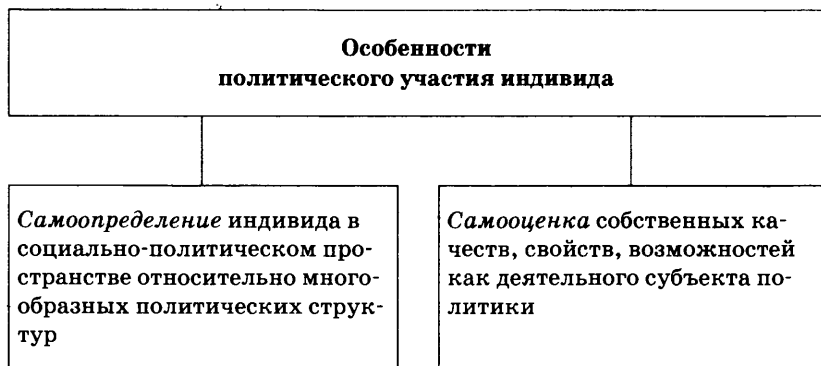 Особенности
политического участия индивида
Самоопределение индивида в
социально-политическом про-
странстве относительно много-
образных политических струк-
тур
Самооценка собственных ка-
честв, свойств, возможностей
как деятельного субъекта по-
литики